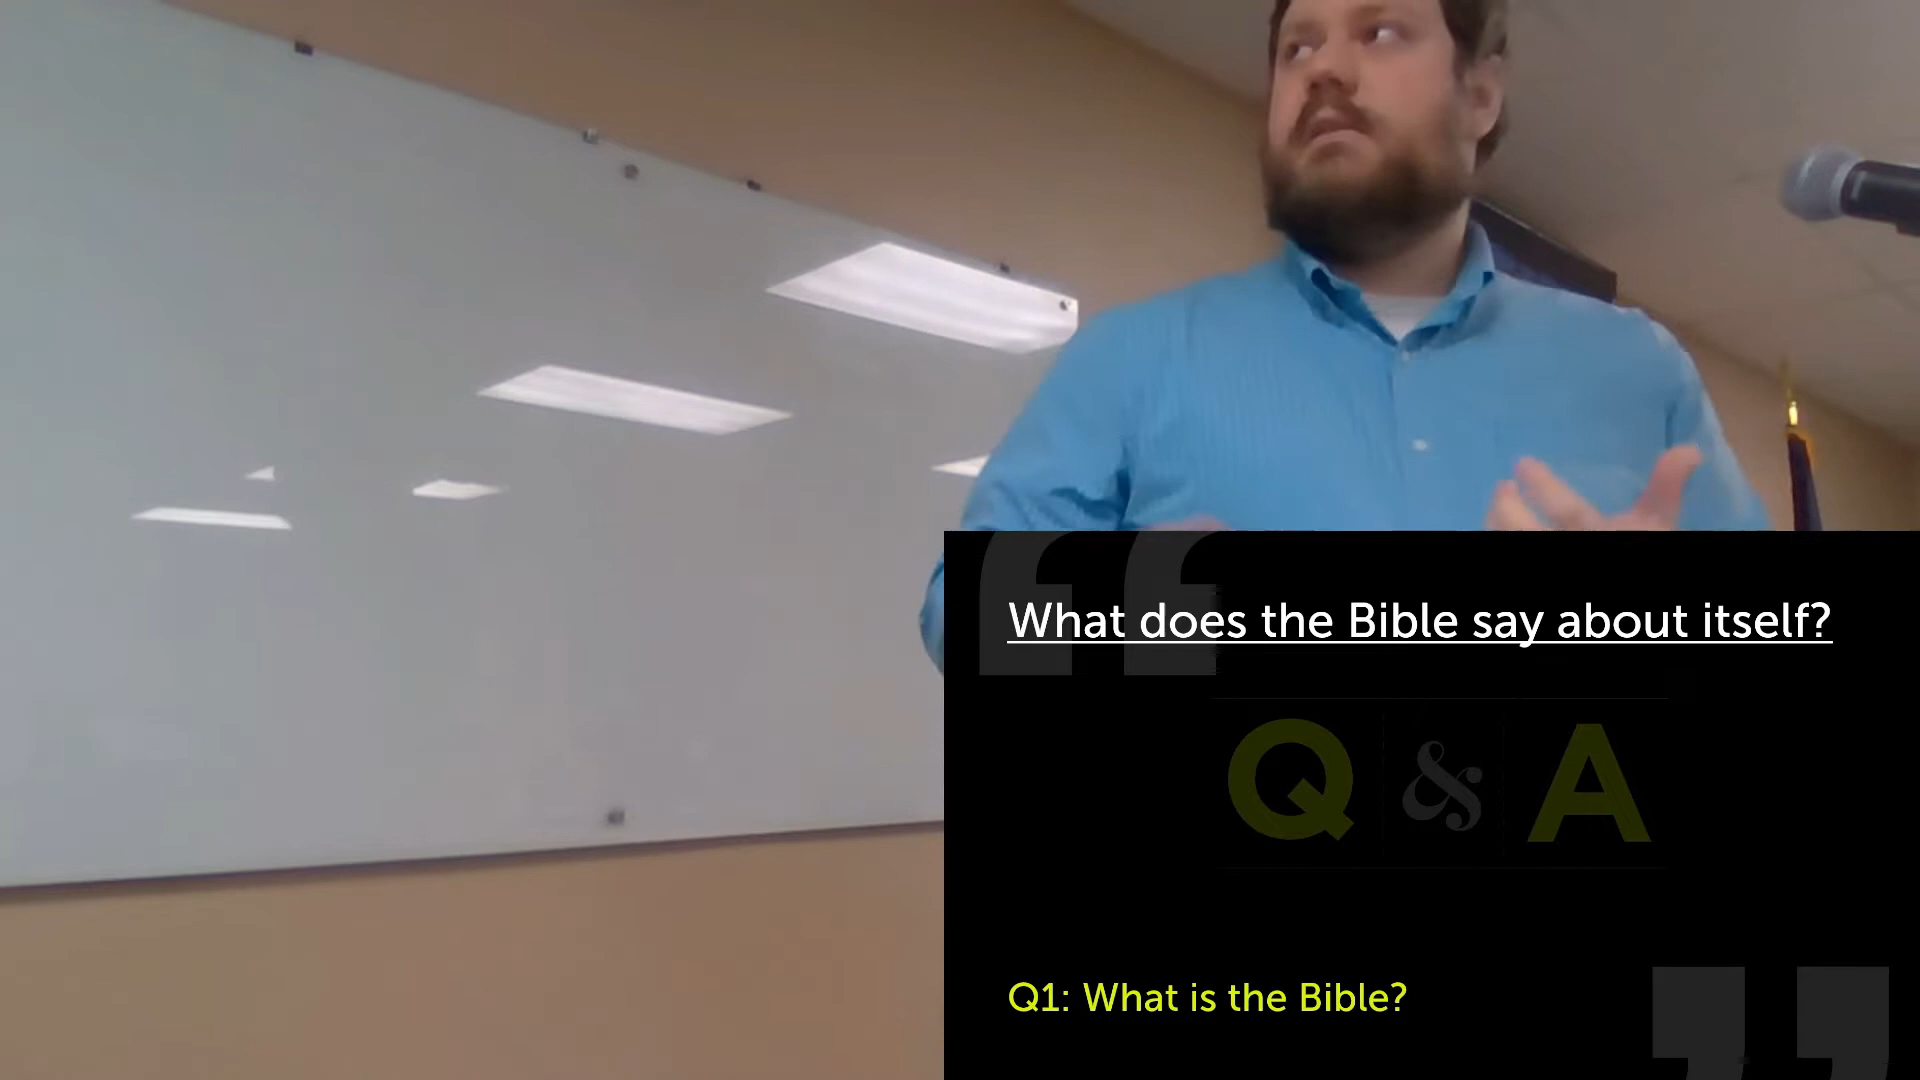 What does the Bible say about itself?
Q & A
Q1: What is the Bible?